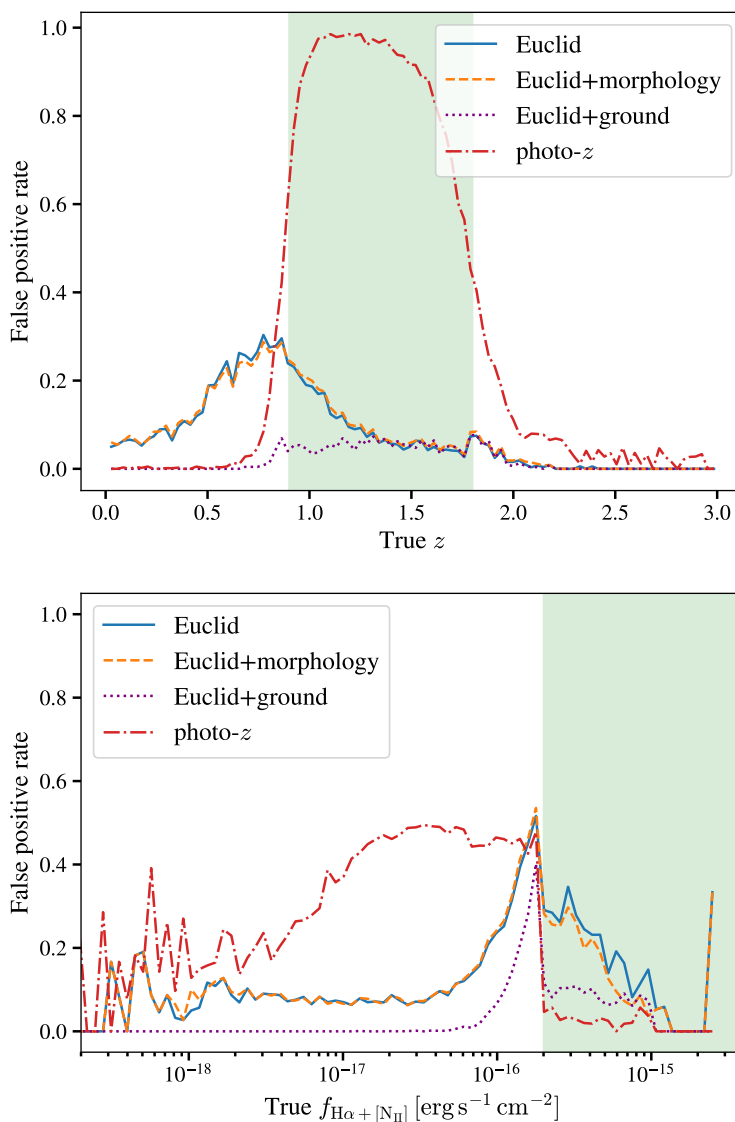 1.0
0.8
0.6
0.4
0.2
0.0
False positive rate
Euclid
Euclid+morphology
Euclid+ground
photo-z
0.0 0.5 1.0 1.5 2.0 2.5 3.0
True z
1.0
0.8
0.6
0.4
0.2
0.0
False positive rate
Euclid
Euclid+morphology
Euclid+ground
photo-z
10⁻¹⁸ 10⁻¹⁷ 10⁻¹⁶ 10⁻¹⁵
True f_{Hα + [NII]} [erg s⁻¹ cm⁻²]